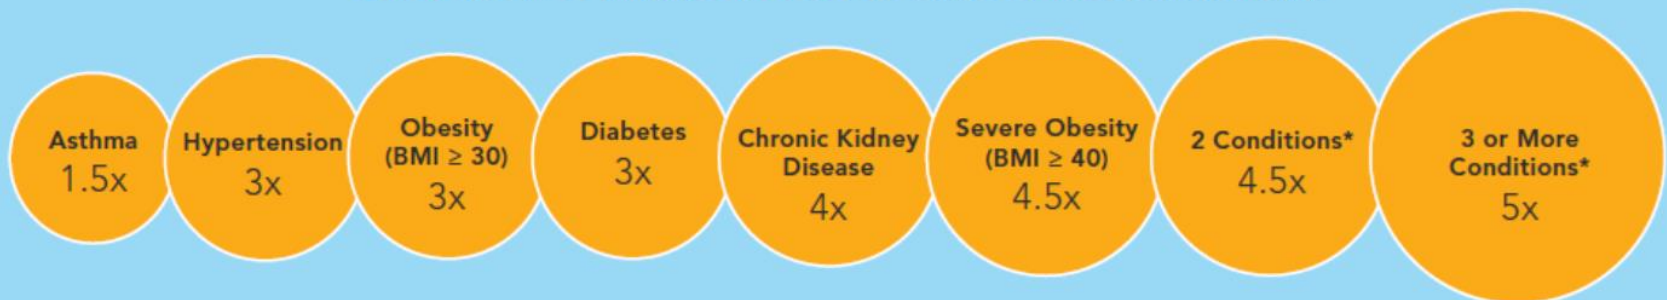 Asthma
1.5x
Hypertension
3x
Obesity
(BMI ≥ 30)
3x
Diabetes
3x
Chronic Kidney
Disease
4x
Severe Obesity
(BMI ≥ 40)
4.5x
2 Conditions*
4.5x
3 or More
Conditions*
5x